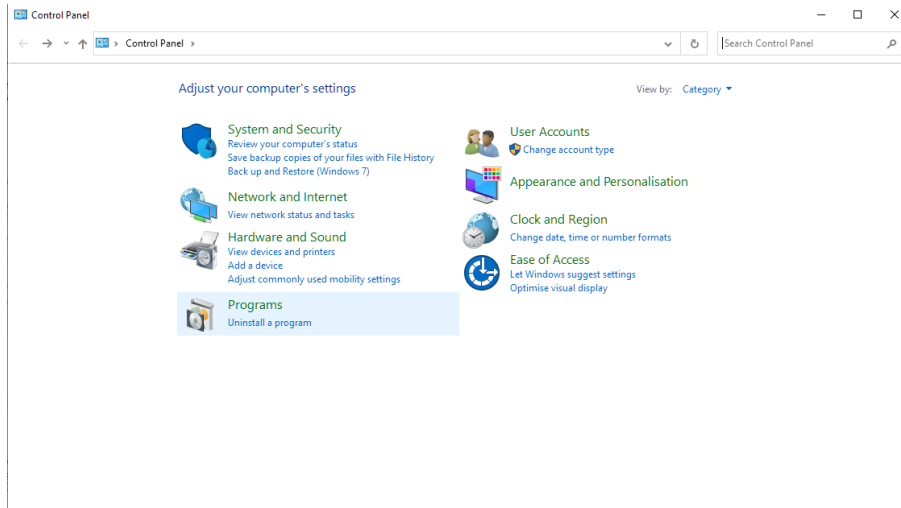 Control Panel
Control Panel
Search Control Panel
Adjust your computer's settings
View by: Category
System and Security
Review your computer's status
Save backup copies of your files with File History
Back up and Restore (Windows 7)
Network and Internet
View network status and tasks
Hardware and Sound
View devices and printers
Add a device
Adjust commonly used mobility settings
Programs
Uninstall a program
User Accounts
Change account type
Appearance and Personalisation
Clock and Region
Change date, time or number formats
Ease of Access
Let Windows suggest settings
Optimise visual display